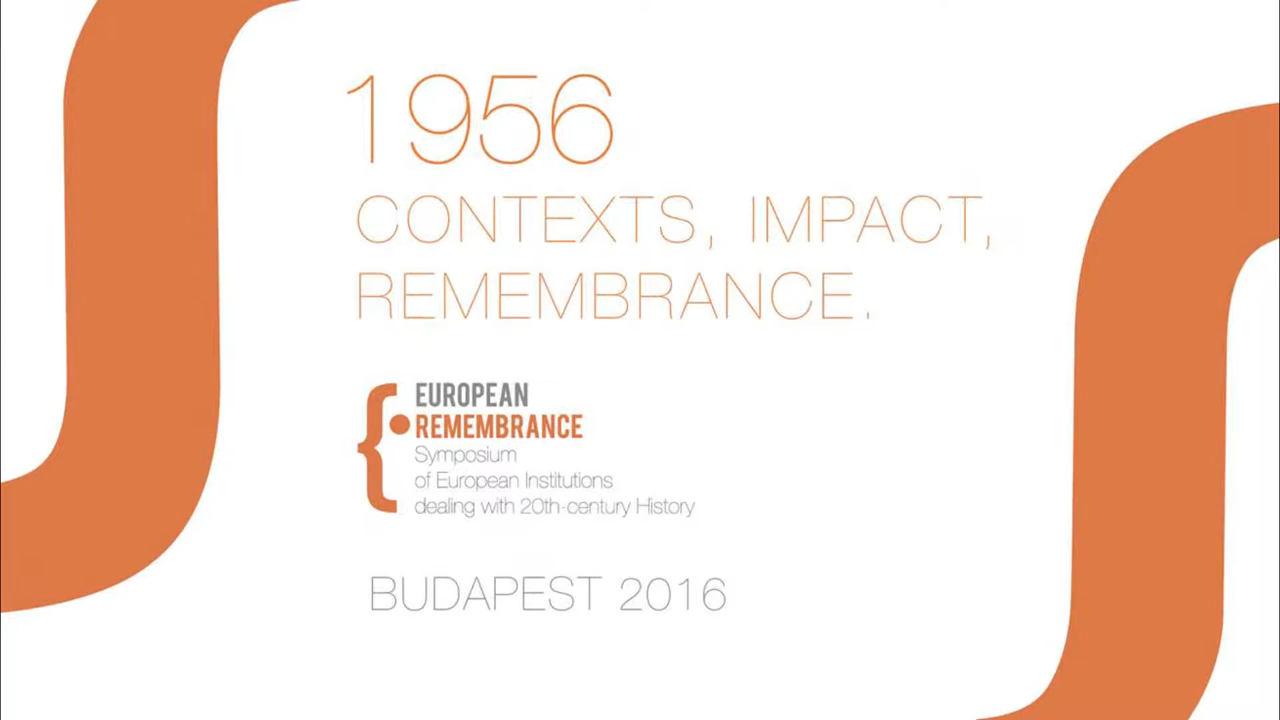 1956
CONTEXTS, IMPACT,
REMEMBRANCE.
EUROPEAN
REMEMBRANCE
Symposium
of European Institutions
dealing with 20th-century History
BUDAPEST 2016